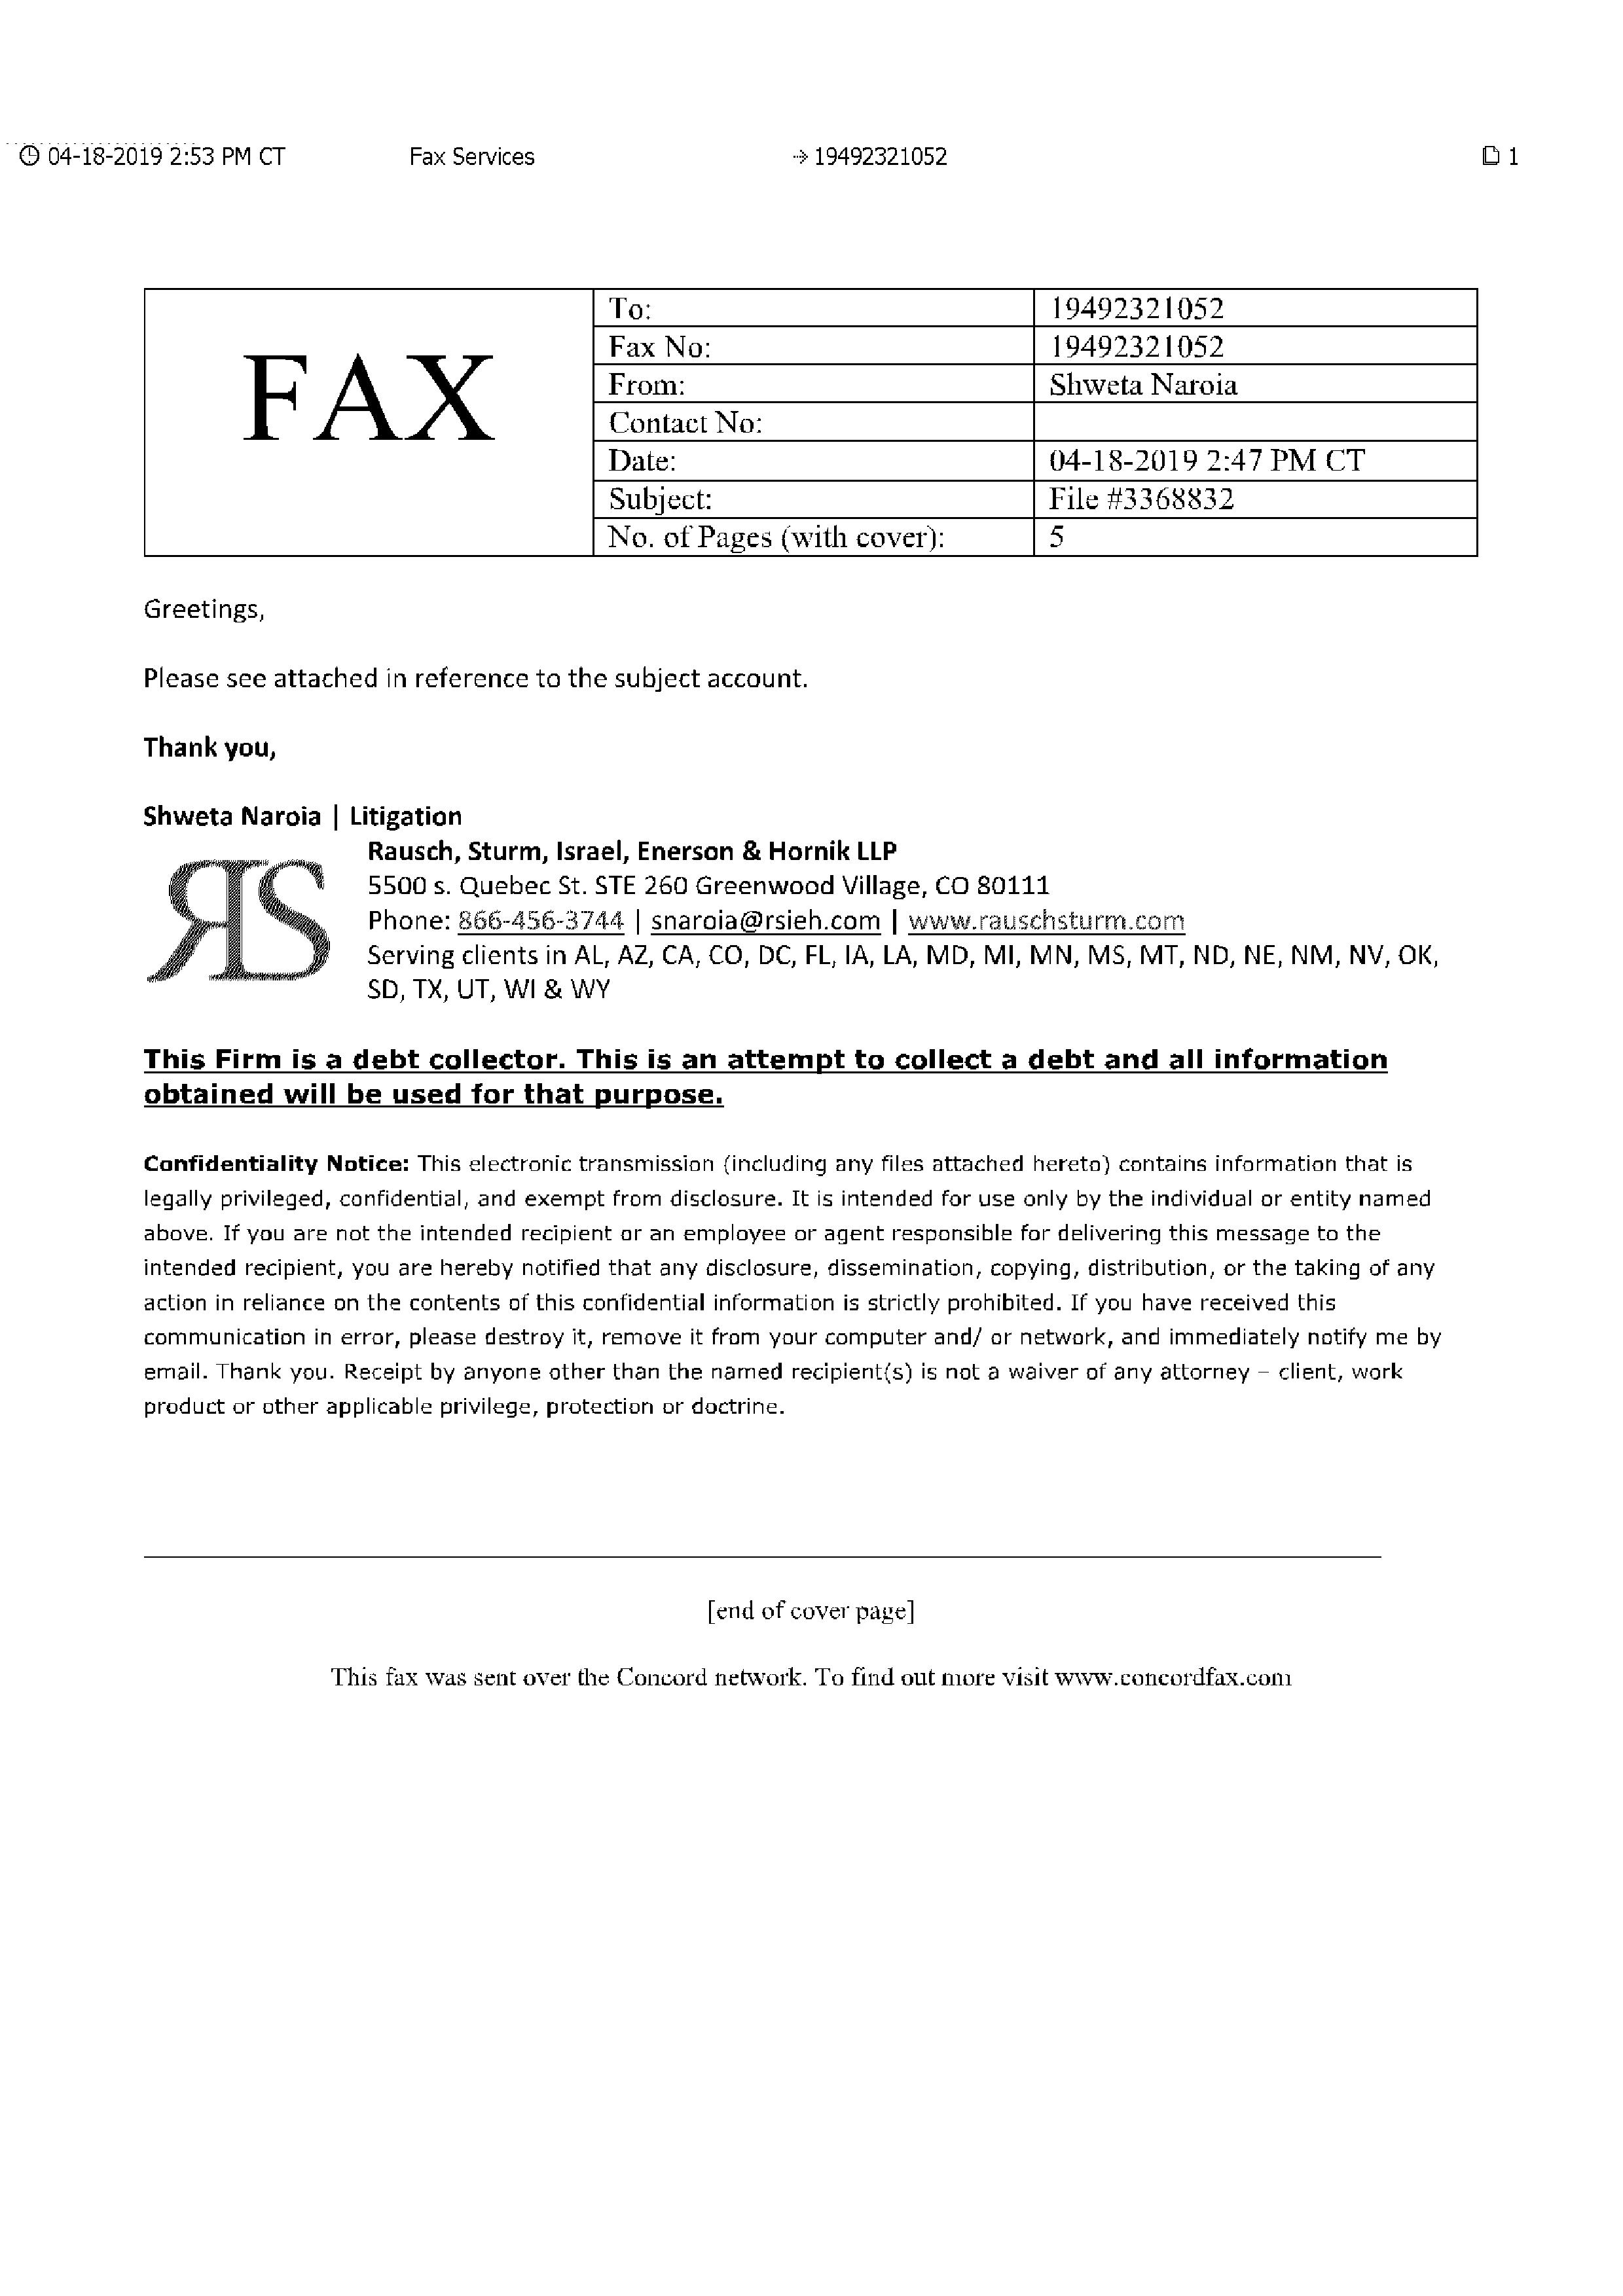 04-18-2019 2:53 PM CT Fax Services → 19492321052 1
FAX
To: 19492321052
Fax No: 19492321052
From: Shweta Naroia
Contact No:
Date: 04-18-2019 2:47 PM CT
Subject: File #3368832
No. of Pages (with cover): 5
Greetings,
Please see attached in reference to the subject account.
Thank you,
Shweta Naroia | Litigation
RS
Rausch, Sturm, Israel, Enerson & Hornik LLP
5500 s. Quebec St. STE 260 Greenwood Village, CO 80111
Phone: 866-456-3744 | snaroia@rsieh.com | www.rauschsturm.com
Serving clients in AL, AZ, CA, CO, DC, FL, IA, LA, MD, MI, MN, MS, MT, ND, NE, NM, NV, OK,
SD, TX, UT, WI & WY
This Firm is a debt collector. This is an attempt to collect a debt and all information
obtained will be used for that purpose.
Confidentiality Notice: This electronic transmission (including any files attached hereto) contains information that is
legally privileged, confidential, and exempt from disclosure. It is intended for use only by the individual or entity named
above. If you are not the intended recipient or an employee or agent responsible for delivering this message to the
intended recipient, you are hereby notified that any disclosure, dissemination, copying, distribution, or the taking of any
action in reliance on the contents of this confidential information is strictly prohibited. If you have received this
communication in error, please destroy it, remove it from your computer and/ or network, and immediately notify me by
email. Thank you. Receipt by anyone other than the named recipient(s) is not a waiver of any attorney – client, work
product or other applicable privilege, protection or doctrine.
[end of cover page]
This fax was sent over the Concord network. To find out more visit www.concordfax.com